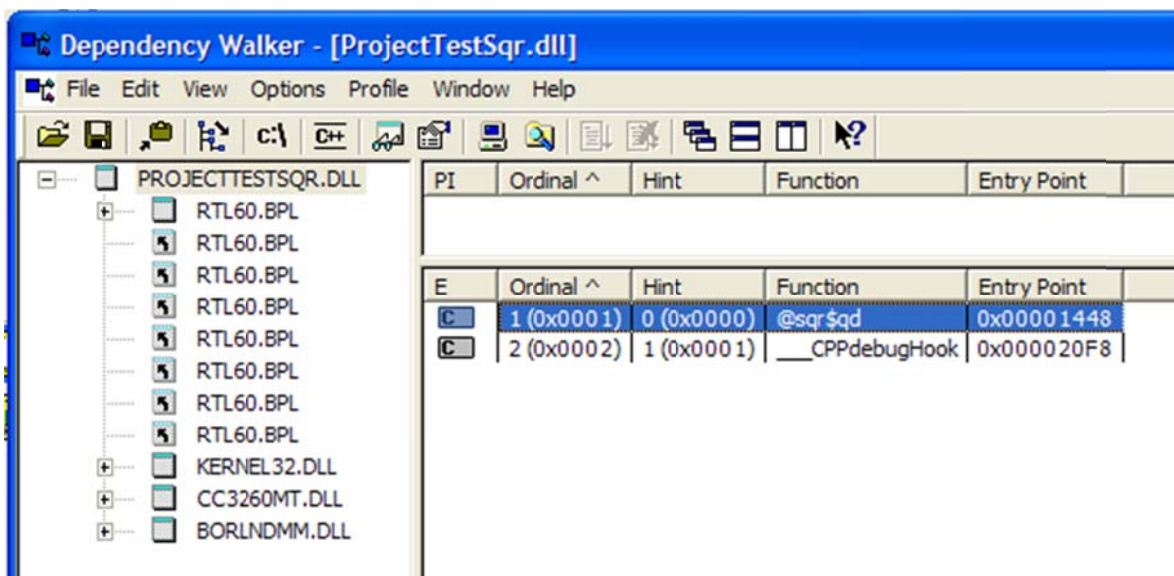 Dependency Walker - [ProjectTestSqr.dll]
File Edit View Options Profile Window Help
c:\ C++
PROJECTTESTSQR.DLL
RTL60.BPL
RTL60.BPL
RTL60.BPL
RTL60.BPL
RTL60.BPL
RTL60.BPL
RTL60.BPL
RTL60.BPL
KERNEL32.DLL
CC3260MT.DLL
BORLNDMM.DLL
PI Ordinal ^ Hint Function Entry Point
E Ordinal ^ Hint Function Entry Point
C 1 (0x0001) 0 (0x0000) @sqr$qd 0x00001448
C 2 (0x0002) 1 (0x0001) ___CPPdebugHook 0x000020F8